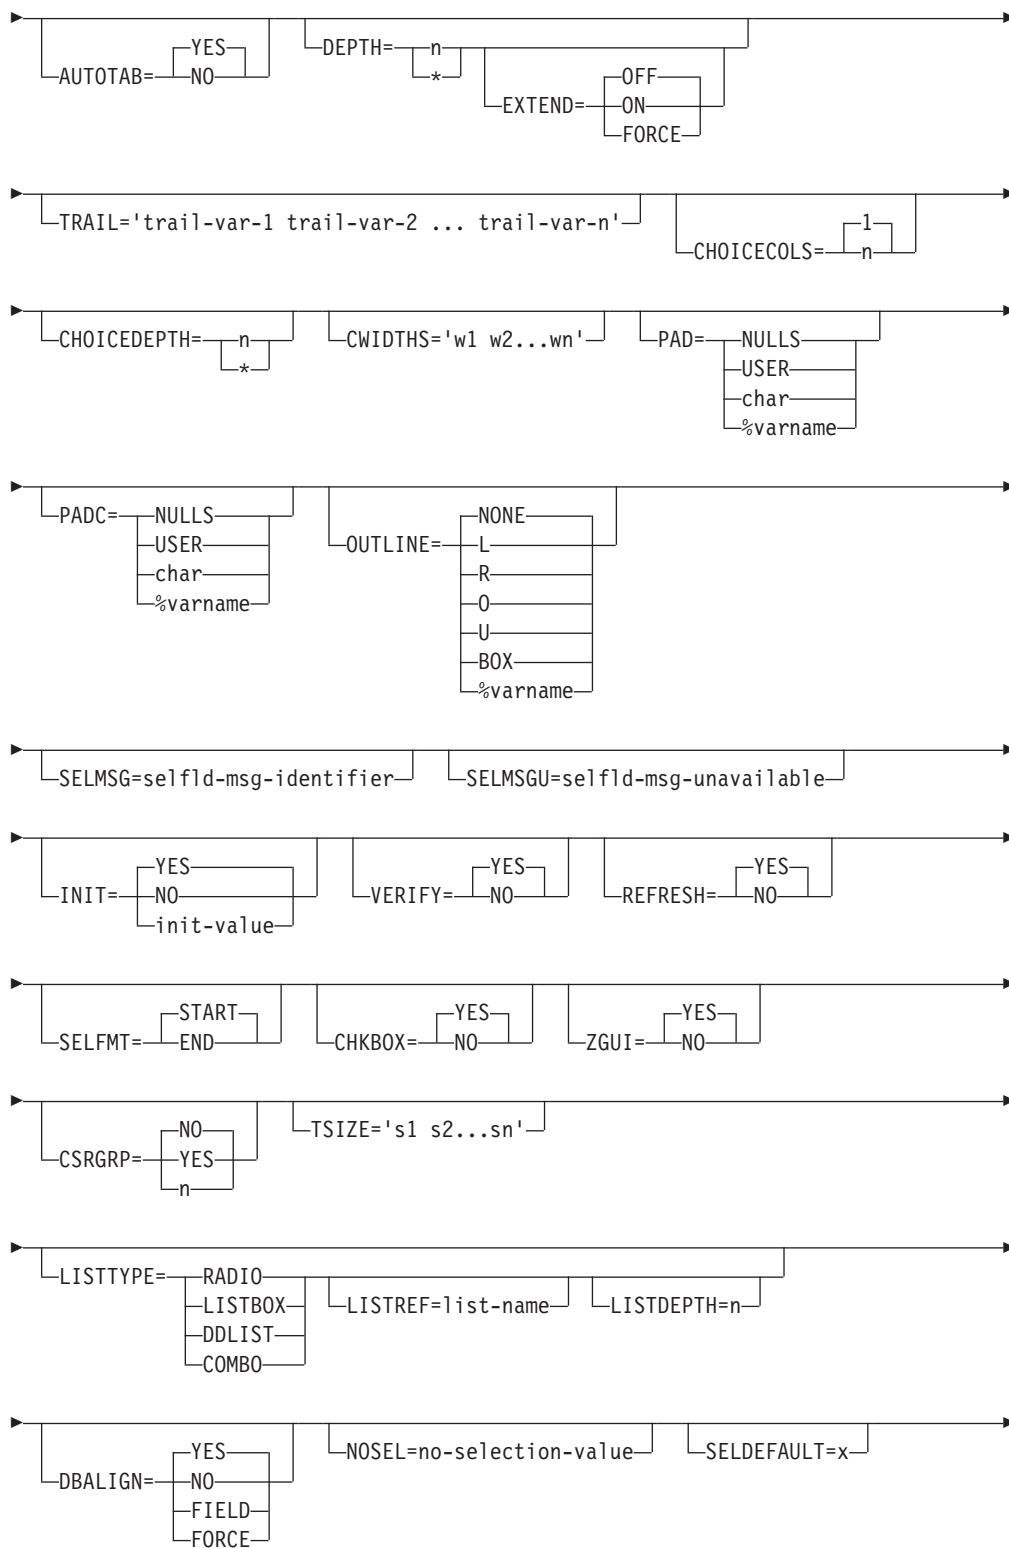 YES
AUTOTAB= NO
DEPTH= n
*
OFF
EXTEND= ON
FORCE
TRAIL='trail-var-1 trail-var-2 ... trail-var-n'
1
CHOICECOLS= n
CHOICEDEPTH= n
*
CWIDTHS='w1 w2...wn'
PAD= NULLS
USER
char
%varname
PADC= NULLS
USER
char
%varname
NONE
OUTLINE= L
R
O
U
BOX
%varname
SELMSG=selfld-msg-identifier
SELMSGU=selfld-msg-unavailable
YES
INIT= NO
init-value
YES
VERIFY= NO
YES
REFRESH= NO
START
SELFMT= END
YES
CHKBOX= NO
YES
ZGUI= NO
NO
CSRGRP= YES
n
TSIZE='s1 s2...sn'
LISTTYPE= RADIO
LISTBOX
DDLIST
COMBO
LISTREF=list-name
LISTDEPTH=n
YES
DBALIGN= NO
FIELD
FORCE
NOSEL=no-selection-value
SELDEFAULT=x